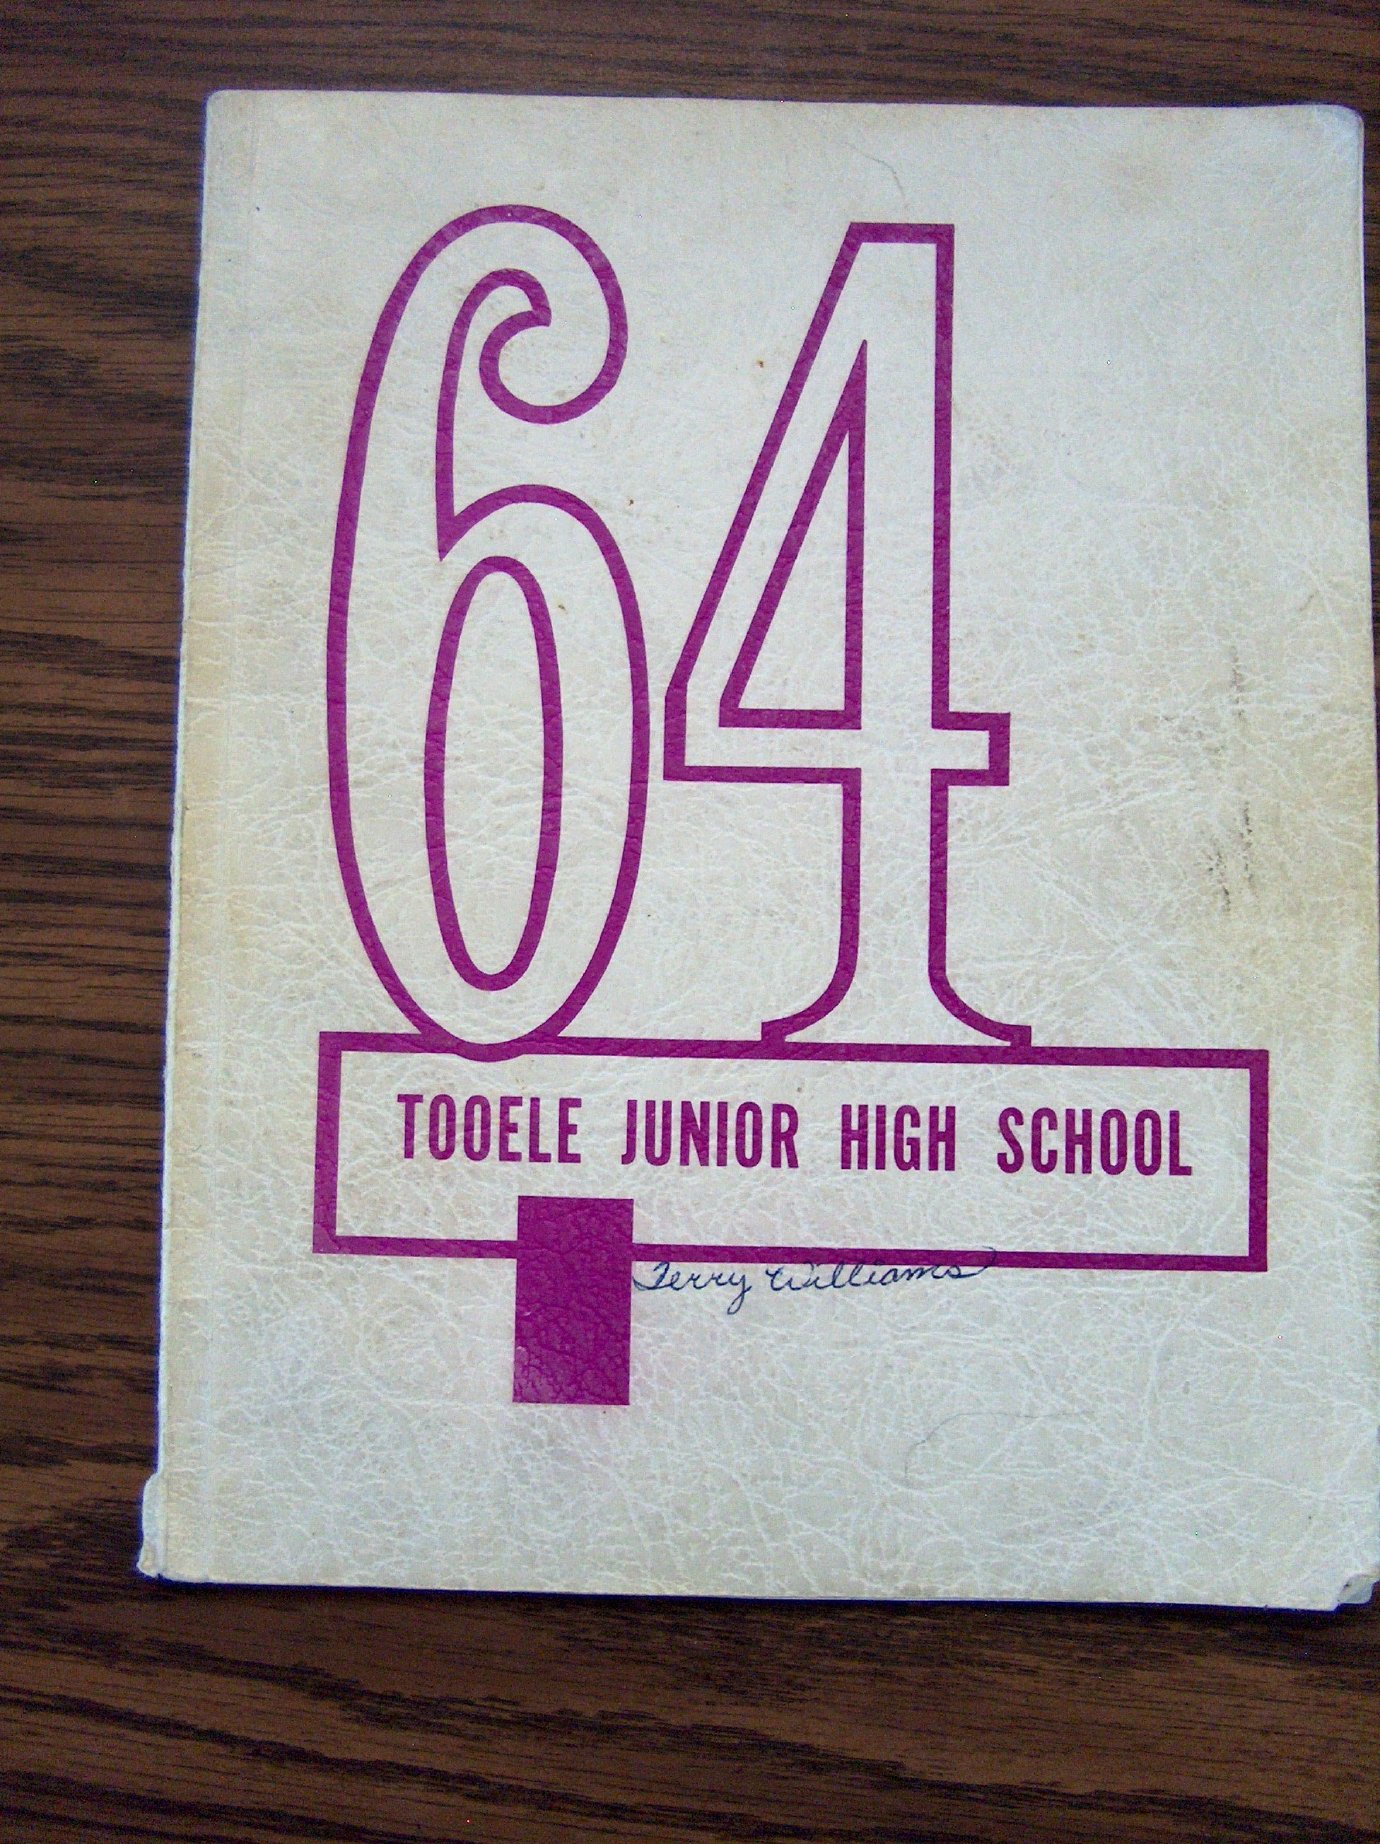 64
TOOELE JUNIOR HIGH SCHOOL
Terry Williams